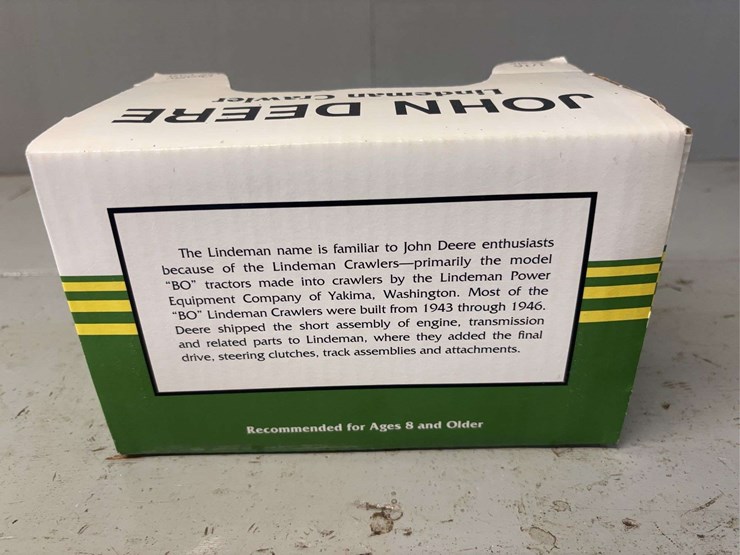 JOHN DEERE
Lindeman Crawler
The Lindeman name is familiar to John Deere enthusiasts
because of the Lindeman Crawlers—primarily the model
“BO” tractors made into crawlers by the Lindeman Power
Equipment Company of Yakima, Washington. Most of the
“BO” Lindeman Crawlers were built from 1943 through 1946.
Deere shipped the short assembly of engine, transmission
and related parts to Lindeman, where they added the final
drive, steering clutches, track assemblies and attachments.
Recommended for Ages 8 and Older